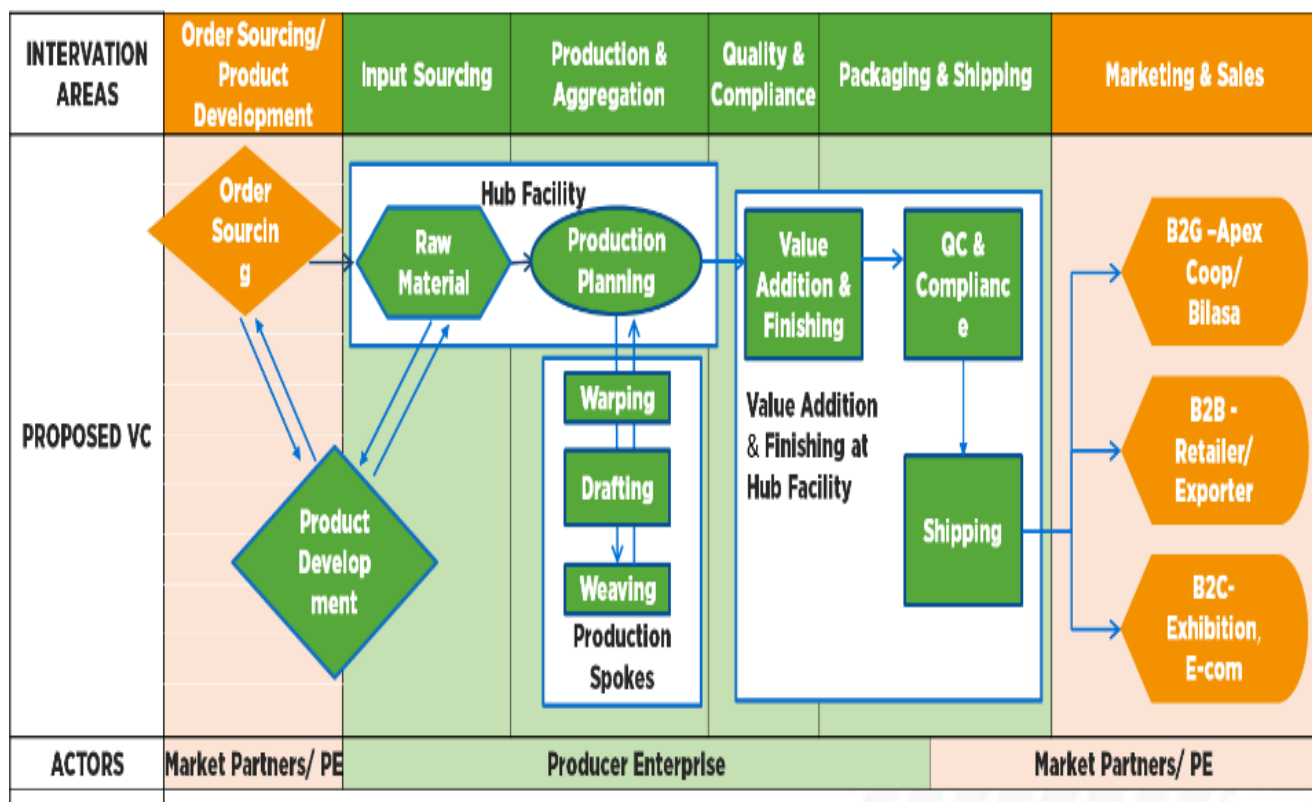 INTERVATION
AREAS
Order Sourcing/
Product
Development
Input Sourcing
Production &
Aggregation
Quality &
Compliance
Packaging & Shipping
Marketing & Sales
PROPOSED VC
Order
Sourcin
g
Product
Develop
ment
Hub Facility
Raw
Material
Production
Planning
Warping
Drafting
Weaving
Production
Spokes
Value
Addition &
Finishing
QC &
Complianc
e
Value Addition
& Finishing at
Hub Facility
Shipping
B2G –Apex
Coop/
Bilasa
B2B -
Retailer/
Exporter
B2C-
Exhibition,
E-com
ACTORS
Market Partners/ PE
Producer Enterprise
Market Partners/ PE